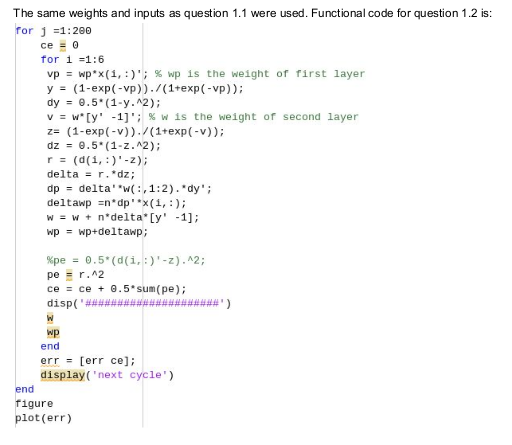 The same weights and inputs as question 1.1 were used. Functional code for question 1.2 is:
for j =1:200
ce = 0
for i =1:6
vp = wp*x(i,:)'; % wp is the weight of first layer
y = (1-exp(-vp))./(1+exp(-vp));
dy = 0.5*(1-y.^2);
v = w*[y' -1]'; % w is the weight of second layer
z= (1-exp(-v))./(1+exp(-v));
dz = 0.5*(1-z.^2);
r = (d(i,:)'-z);
delta = r.*dz;
dp = delta'*w(:,1:2).*dy';
deltawp =n*dp'*x(i,:);
w = w + n*delta*[y' -1];
wp = wp+deltawp;
%pe = 0.5*(d(i,:)'-z).^2;
pe = r.^2
ce = ce + 0.5*sum(pe);
disp('#####################')
w
wp
end
err = [err ce];
display('next cycle')
end
figure
plot(err)